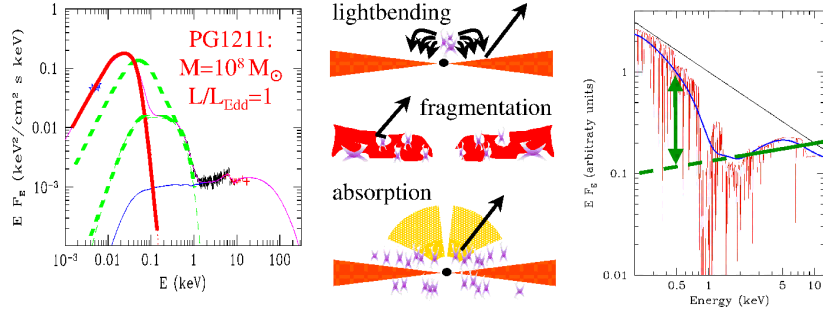 PG1211:
M=10⁸ M☉
L/L_Edd=1
E F_E (keV²/cm² s keV)
0.1
0.01
10⁻³
10⁻³
0.01
0.1
1
10
100
E (keV)
lightbending
fragmentation
absorption
E F_E (arbitraty units)
1
0.1
0.01
0.5
1
5
10
Energy (keV)